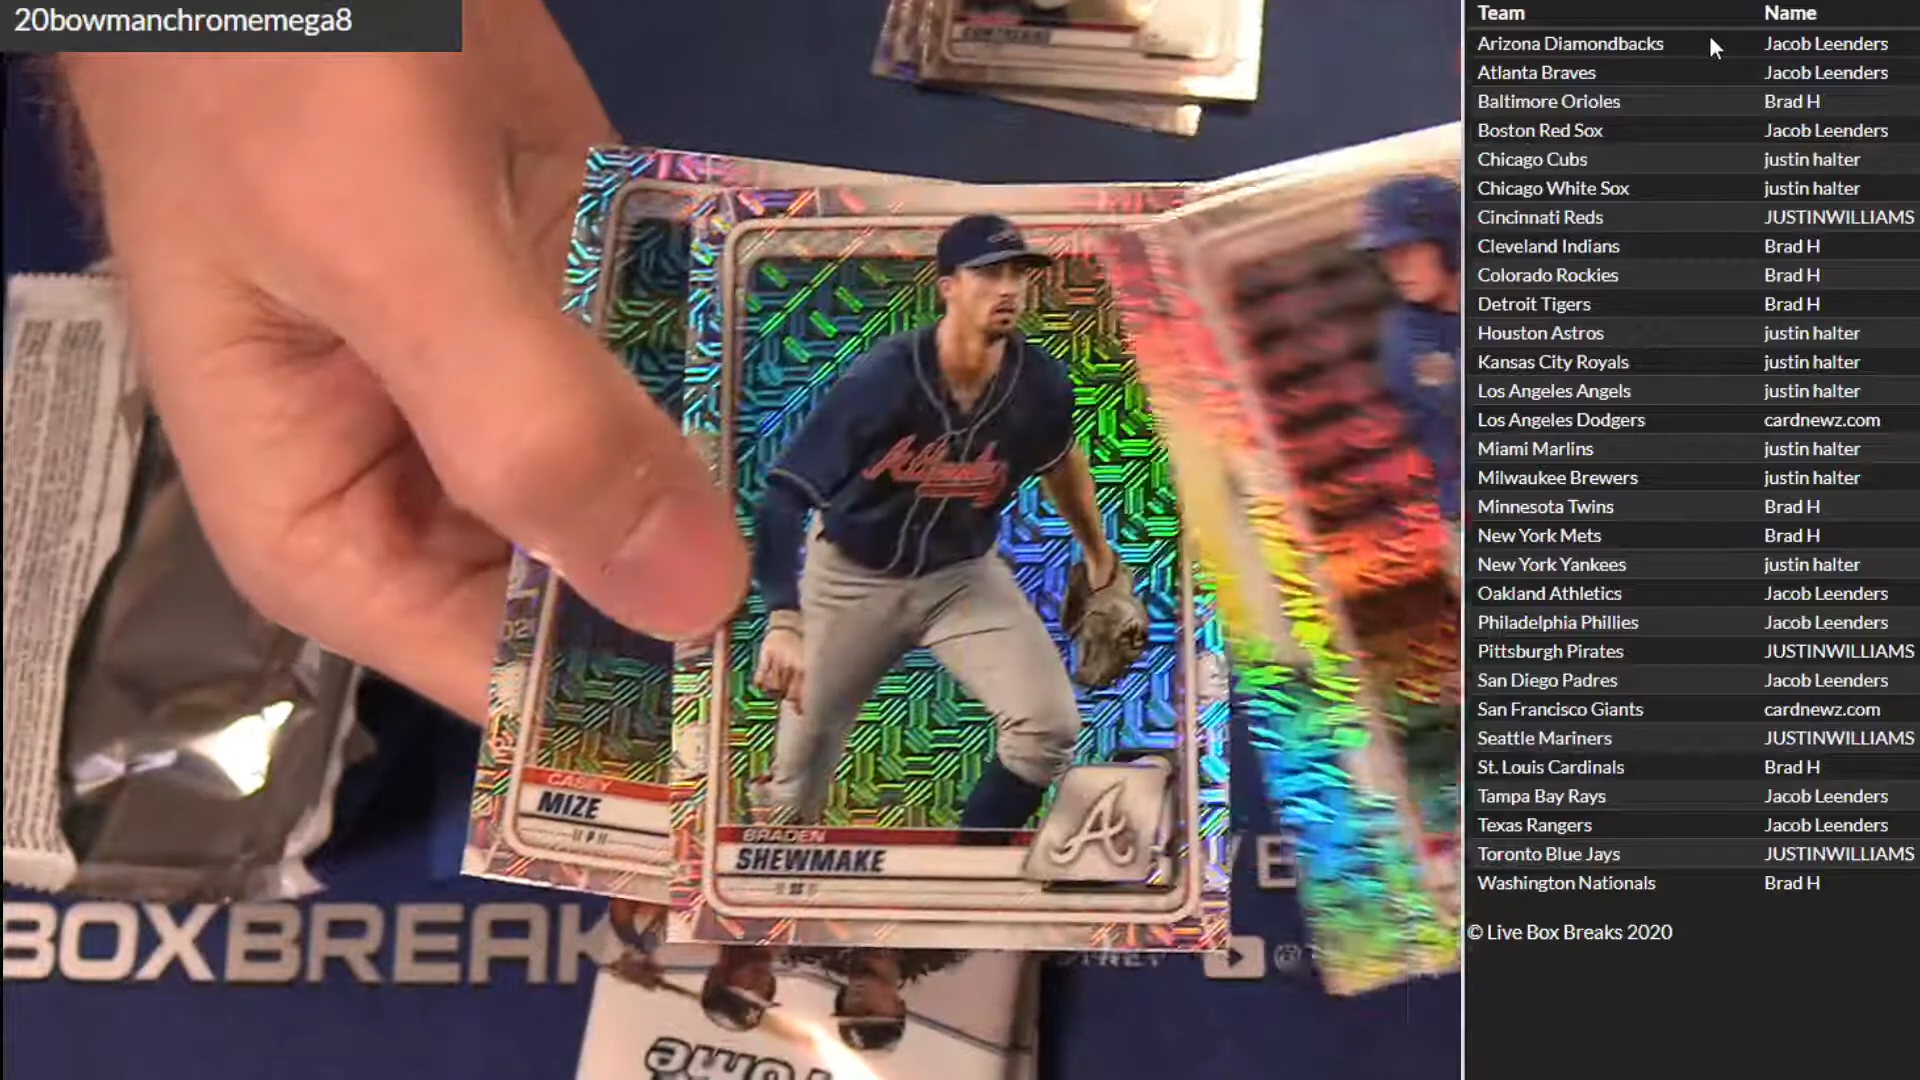 20bowmanchromemega8
Team Name
Arizona Diamondbacks Jacob Leenders
Atlanta Braves Jacob Leenders
Baltimore Orioles Brad H
Boston Red Sox Jacob Leenders
Chicago Cubs justin halter
Chicago White Sox justin halter
Cincinnati Reds JUSTINWILLIAMS
Cleveland Indians Brad H
Colorado Rockies Brad H
Detroit Tigers Brad H
Houston Astros justin halter
Kansas City Royals justin halter
Los Angeles Angels justin halter
Los Angeles Dodgers cardnewz.com
Miami Marlins justin halter
Milwaukee Brewers justin halter
Minnesota Twins Brad H
New York Mets Brad H
New York Yankees justin halter
Oakland Athletics Jacob Leenders
Philadelphia Phillies Jacob Leenders
Pittsburgh Pirates JUSTINWILLIAMS
San Diego Padres Jacob Leenders
San Francisco Giants cardnewz.com
Seattle Mariners JUSTINWILLIAMS
St. Louis Cardinals Brad H
Tampa Bay Rays Jacob Leenders
Texas Rangers Jacob Leenders
Toronto Blue Jays JUSTINWILLIAMS
Washington Nationals Brad H
© Live Box Breaks 2020
CONTRERAS
CASEY
MIZE
P
Atlanta
A
BRADEN
SHEWMAKE
SS
BOXBREAK